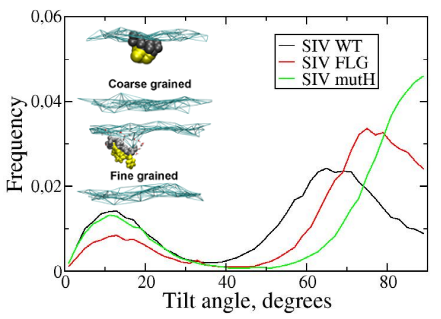 0,06
0,04
0,02
0
Frequency
Coarse grained
Fine grained
SIV WT
SIV FLG
SIV mutH
0 20 40 60 80
Tilt angle, degrees